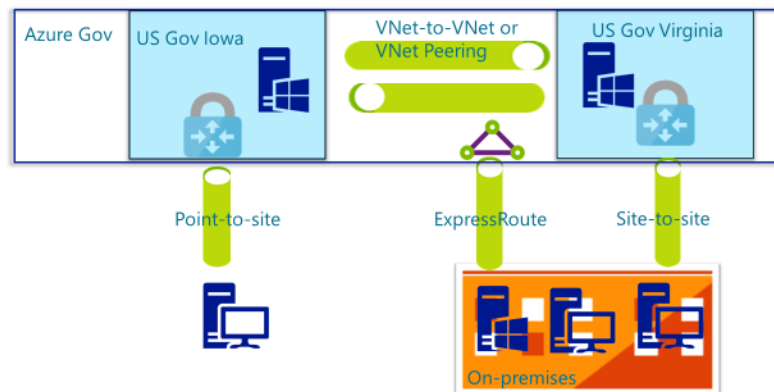 Azure Gov
US Gov Iowa
VNet-to-VNet or
VNet Peering
US Gov Virginia
Point-to-site
ExpressRoute
Site-to-site
On-premises